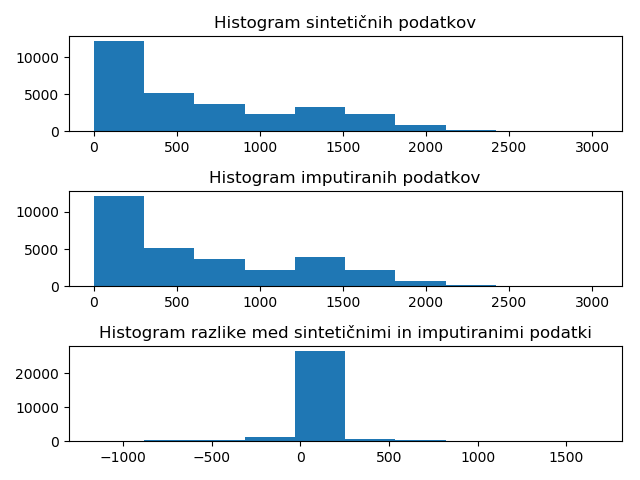 Histogram sintetičnih podatkov
10000
5000
0
0 500 1000 1500 2000 2500 3000
Histogram imputiranih podatkov
10000
5000
0
0 500 1000 1500 2000 2500 3000
Histogram razlike med sintetičnimi in imputiranimi podatki
20000
10000
0
−1000 −500 0 500 1000 1500